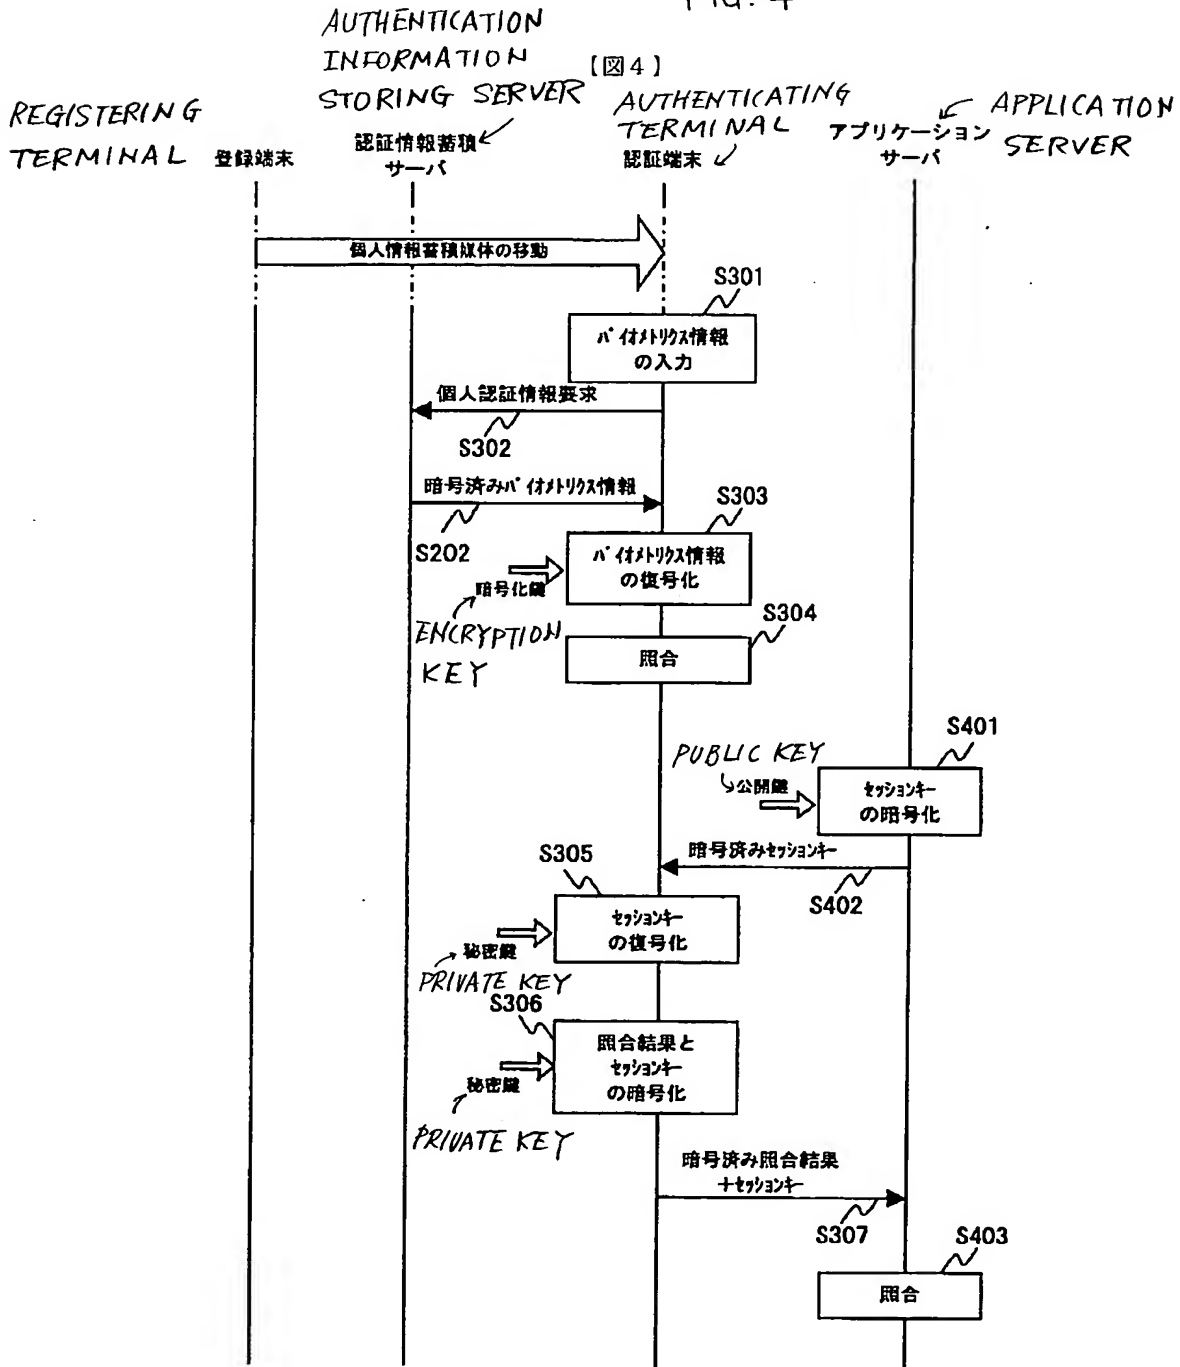 FIG. 4
AUTHENTICATION
INFORMATION
STORING SERVER
【図4】
REGISTERING
TERMINAL
登録端末
認証情報蓄積
サーバ
AUTHENTICATING
TERMINAL
認証端末
アプリケーション
サーバ
APPLICATION
SERVER
個人情報蓄積媒体の移動
S301
バイオメトリクス情報
の入力
個人認証情報要求
S302
暗号済みバイオメトリクス情報
S202
S303
バイオメトリクス情報
の復号化
暗号化鍵
ENCRYPTION
KEY
S304
照合
S401
PUBLIC KEY
公開鍵
セッションキー
の暗号化
暗号済みセッションキー
S402
S305
セッションキー
の復号化
秘密鍵
PRIVATE KEY
S306
照合結果と
セッションキー
の暗号化
秘密鍵
PRIVATE KEY
暗号済み照合結果
+セッションキー
S307
S403
照合